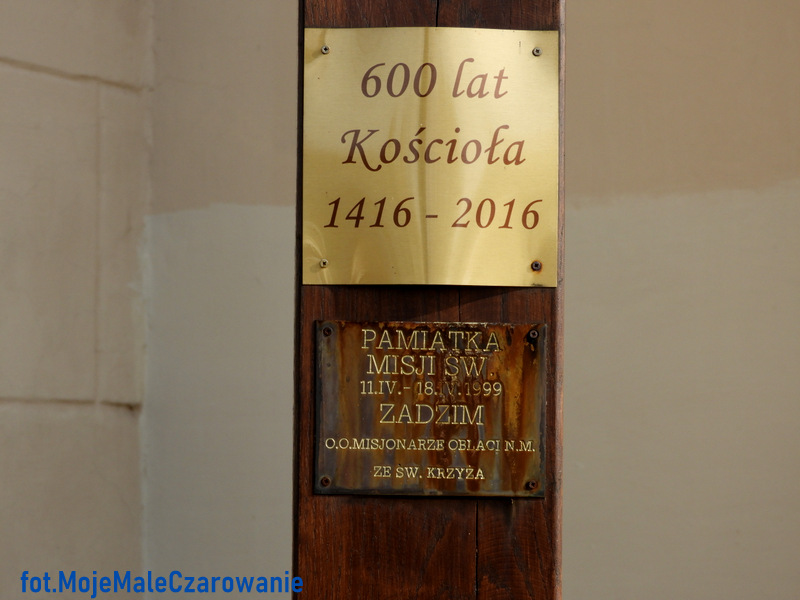 600 lat
Kościoła
1416 - 2016
PAMIĄTKA
MISJI ŚW.
11.IV.- 18.IV.1999
ZADZIM
O.O.MISJONARZE OBLACI N.M.
ZE ŚW. KRZYŻA
fot.MojeMałeCzarowanie